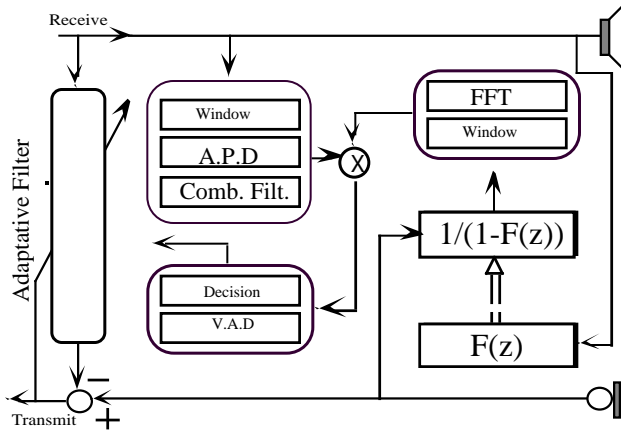 Receive
Adaptative Filter
Window
A.P.D
Comb. Filt.
X
FFT
Window
1/(1-F(z))
Decision
V.A.D
F(z)
−
+
Transmit